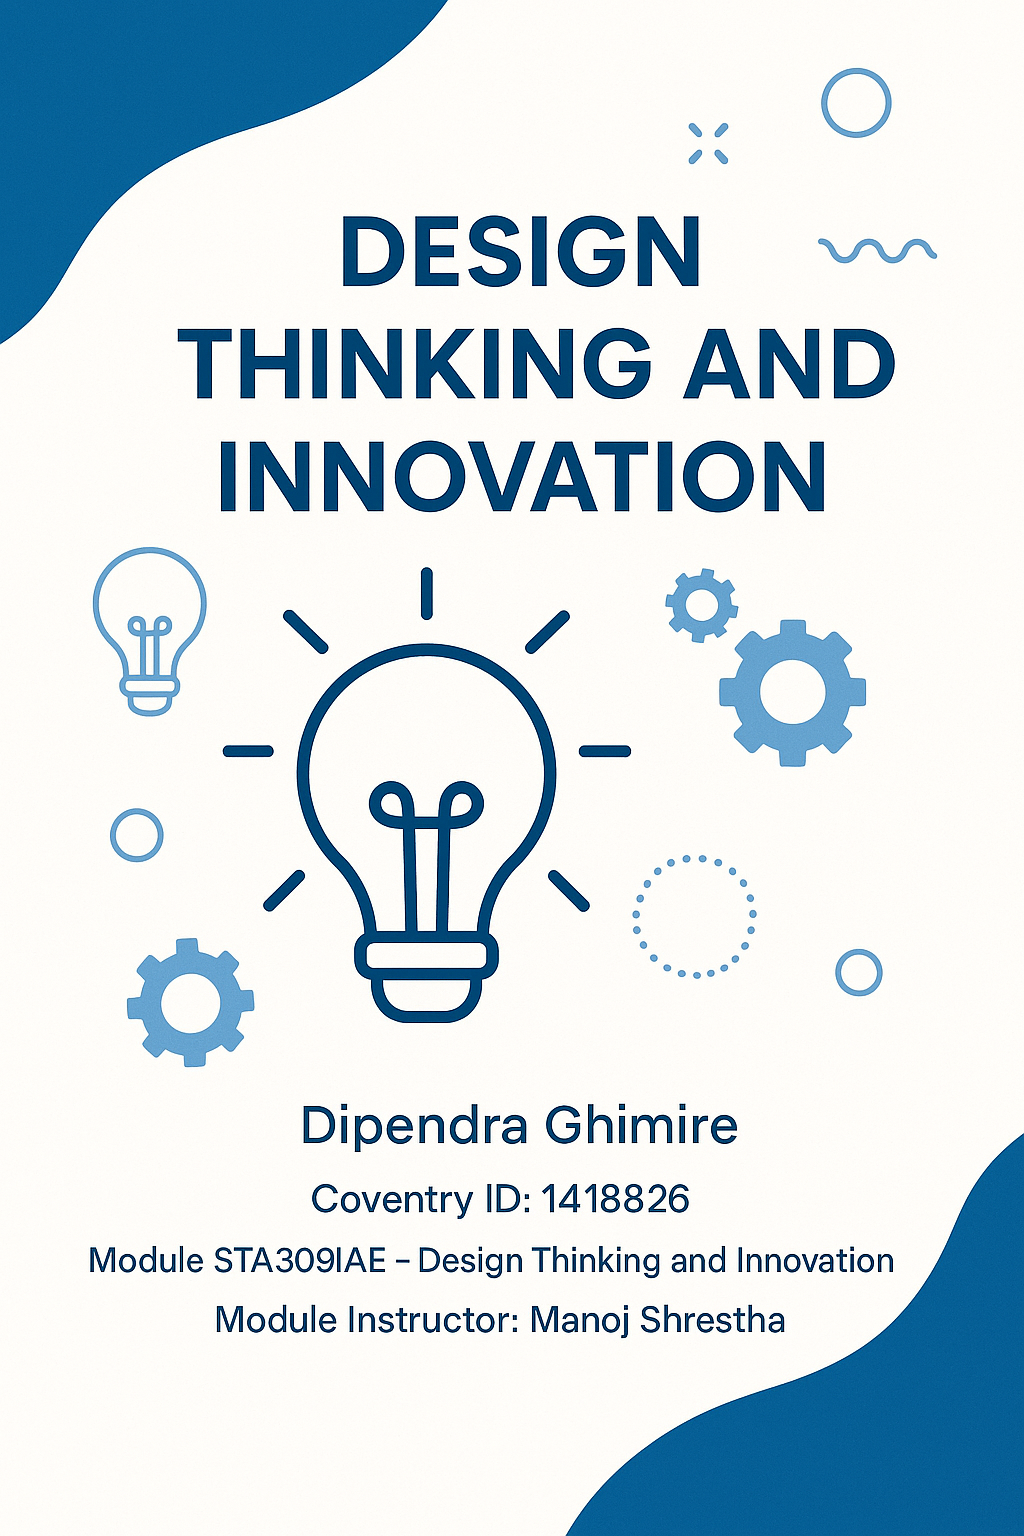 DESIGN
THINKING AND
INNOVATION
Dipendra Ghimire
Coventry ID: 1418826
Module STA309IAE – Design Thinking and Innovation
Module Instructor: Manoj Shrestha